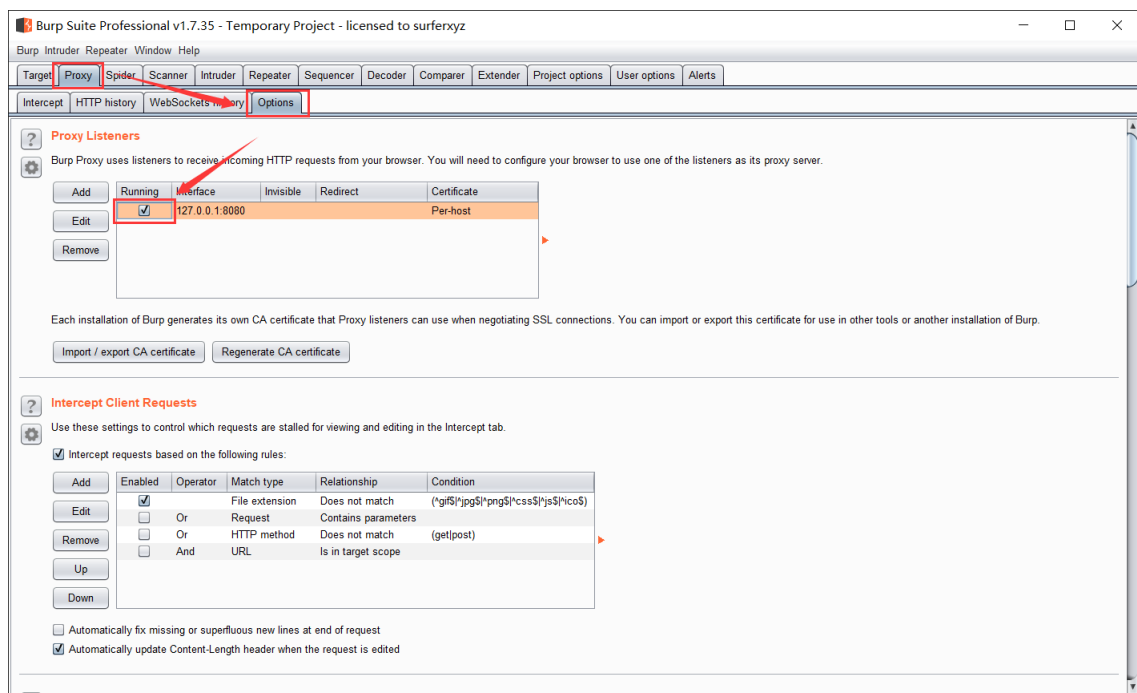 Burp Suite Professional v1.7.35 - Temporary Project - licensed to surferxyz
Burp Intruder Repeater Window Help
Target Proxy Spider Scanner Intruder Repeater Sequencer Decoder Comparer Extender Project options User options Alerts
Intercept HTTP history WebSockets history Options
? Proxy Listeners
Burp Proxy uses listeners to receive incoming HTTP requests from your browser. You will need to configure your browser to use one of the listeners as its proxy server.
Add Running Interface Invisible Redirect Certificate
127.0.0.1:8080 Per-host
Edit
Remove
Each installation of Burp generates its own CA certificate that Proxy listeners can use when negotiating SSL connections. You can import or export this certificate for use in other tools or another installation of Burp.
Import / export CA certificate Regenerate CA certificate
? Intercept Client Requests
Use these settings to control which requests are stalled for viewing and editing in the Intercept tab.
Intercept requests based on the following rules:
Add Enabled Operator Match type Relationship Condition
File extension Does not match (^gif$|^jpg$|^png$|^css$|^js$|^ico$)
Edit Or Request Contains parameters
Remove Or HTTP method Does not match (get|post)
And URL Is in target scope
Up
Down
Automatically fix missing or superfluous new lines at end of request
Automatically update Content-Length header when the request is edited